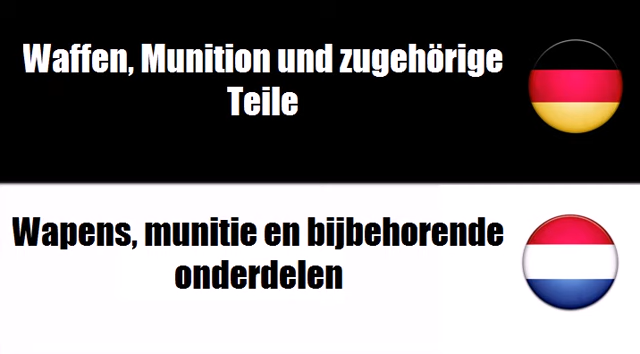 Waffen, Munition und zugehörige
Teile
Wapens, munitie en bijbehorende
onderdelen